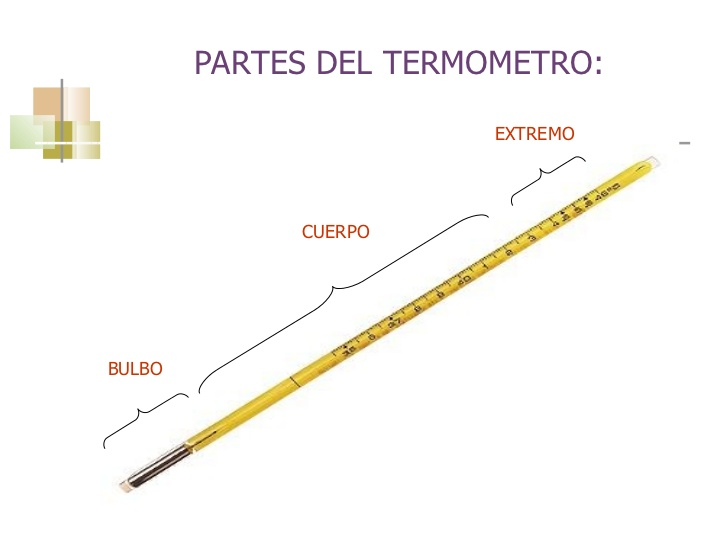 PARTES DEL TERMOMETRO:
EXTREMO
CUERPO
BULBO